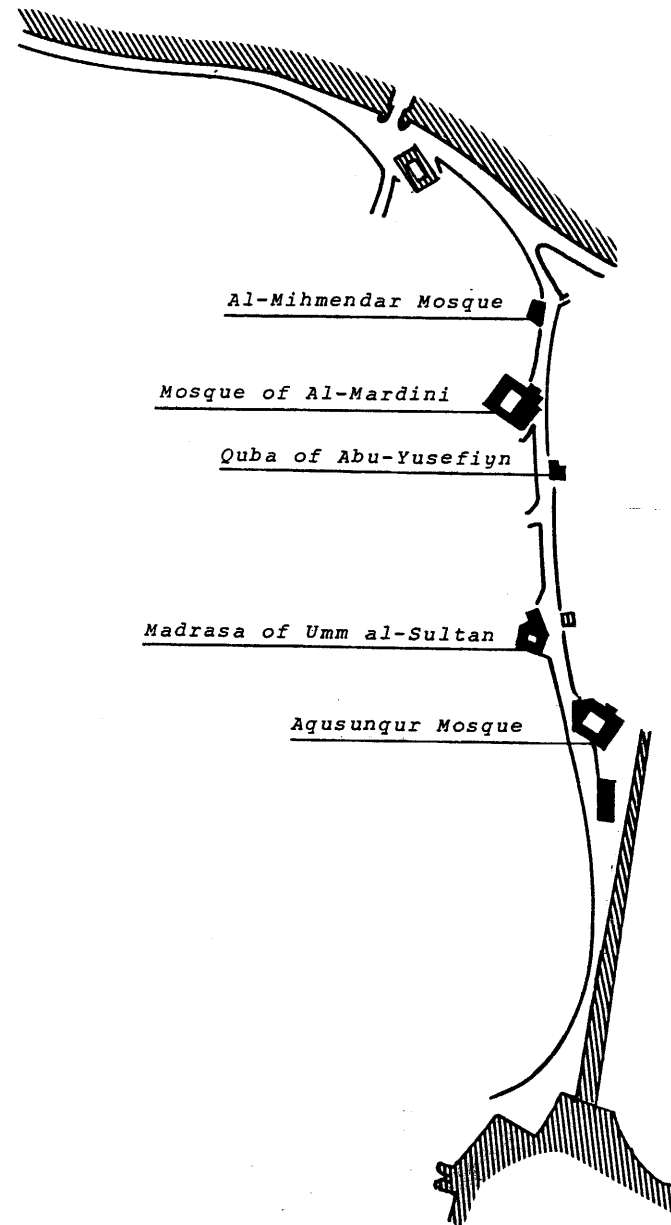 Al-Mihmendar Mosque
Mosque of Al-Mardini
Quba of Abu-Yusefiyn
Madrasa of Umm al-Sultan
Aqusunqur Mosque